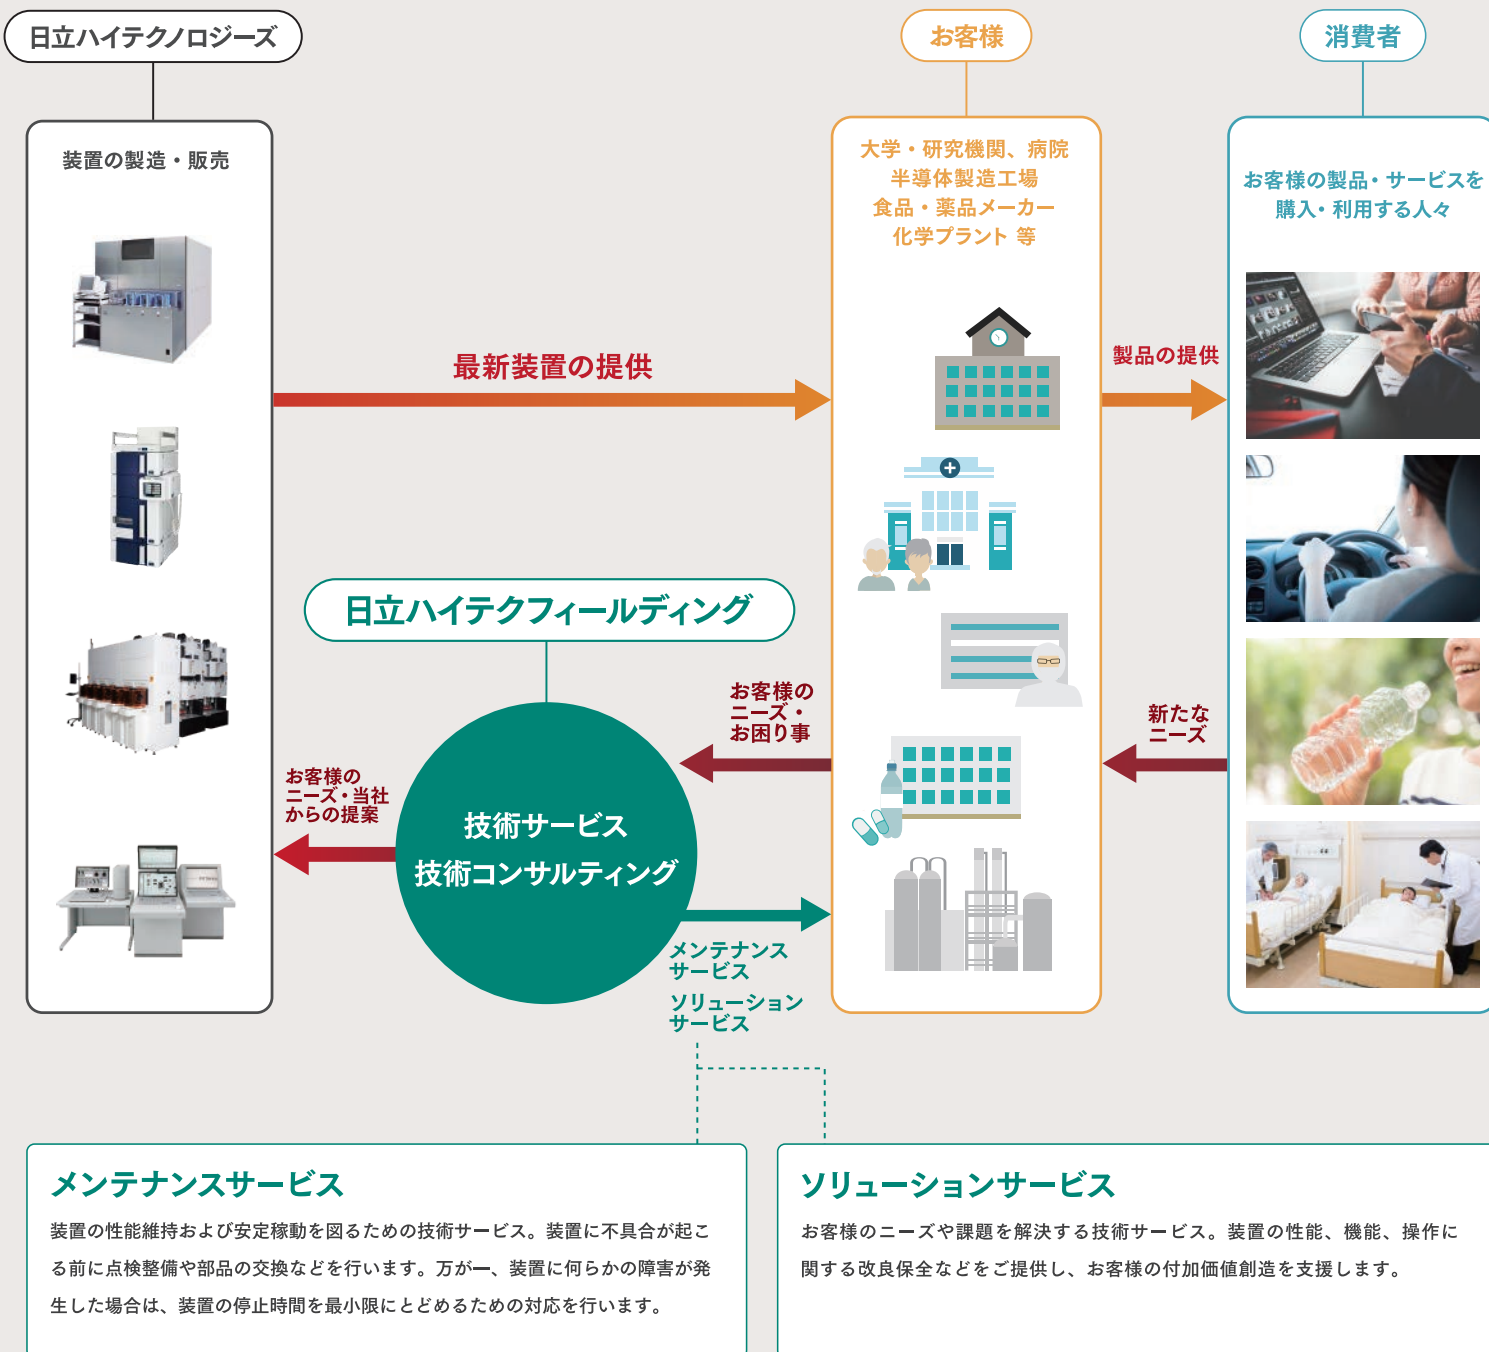 日立ハイテクノロジーズ
お客様
消費者
装置の製造・販売
大学・研究機関、病院
半導体製造工場
食品・薬品メーカー
化学プラント 等
お客様の製品・サービスを
購入・利用する人々
最新装置の提供
製品の提供
日立ハイテクフィールディング
お客様の
ニーズ・
お困り事
新たな
ニーズ
お客様の
ニーズ・当社
からの提案
技術サービス
技術コンサルティング
メンテナンス
サービス
ソリューション
サービス
メンテナンスサービス
装置の性能維持および安定稼動を図るための技術サービス。装置に不具合が起こ
る前に点検整備や部品の交換などを行います。万が一、装置に何らかの障害が発
生した場合は、装置の停止時間を最小限にとどめるための対応を行います。
ソリューションサービス
お客様のニーズや課題を解決する技術サービス。装置の性能、機能、操作に
関する改良保全などをご提供し、お客様の付加価値創造を支援します。